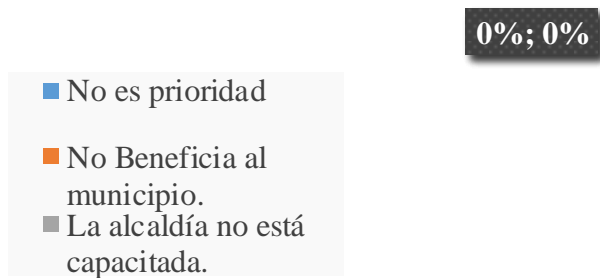 0%; 0%
No es prioridad
No Beneficia al
municipio.
La alcaldía no está
capacitada.